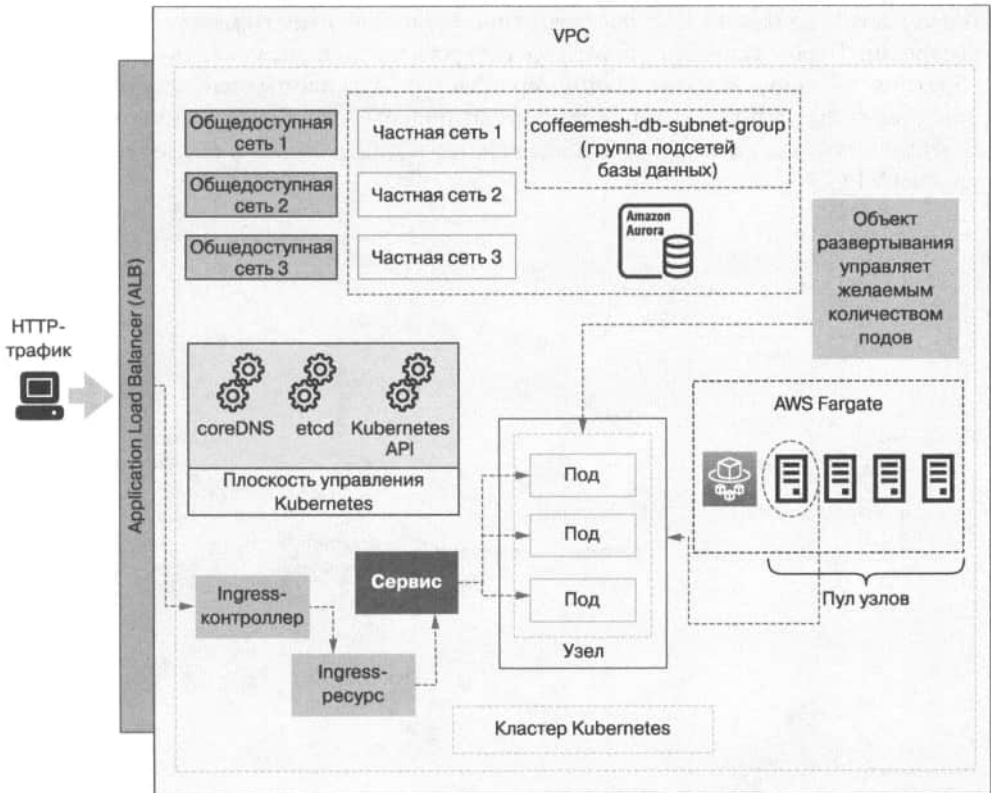 VPC
Общедоступная
сеть 1
Частная сеть 1
coffeemesh-db-subnet-group
(группа подсетей
базы данных)
Общедоступная
сеть 2
Частная сеть 2
Amazon
Aurora
Общедоступная
сеть 3
Частная сеть 3
Объект
развертывания
управляет
желаемым
количеством
подов
HTTP-
трафик
Application Load Balancer (ALB)
coreDNS
etcd
Kubernetes
API
Плоскость управления
Kubernetes
AWS Fargate
Под
Под
Под
Узел
Пул узлов
Сервис
Ingress-
контроллер
Ingress-
ресурс
Кластер Kubernetes